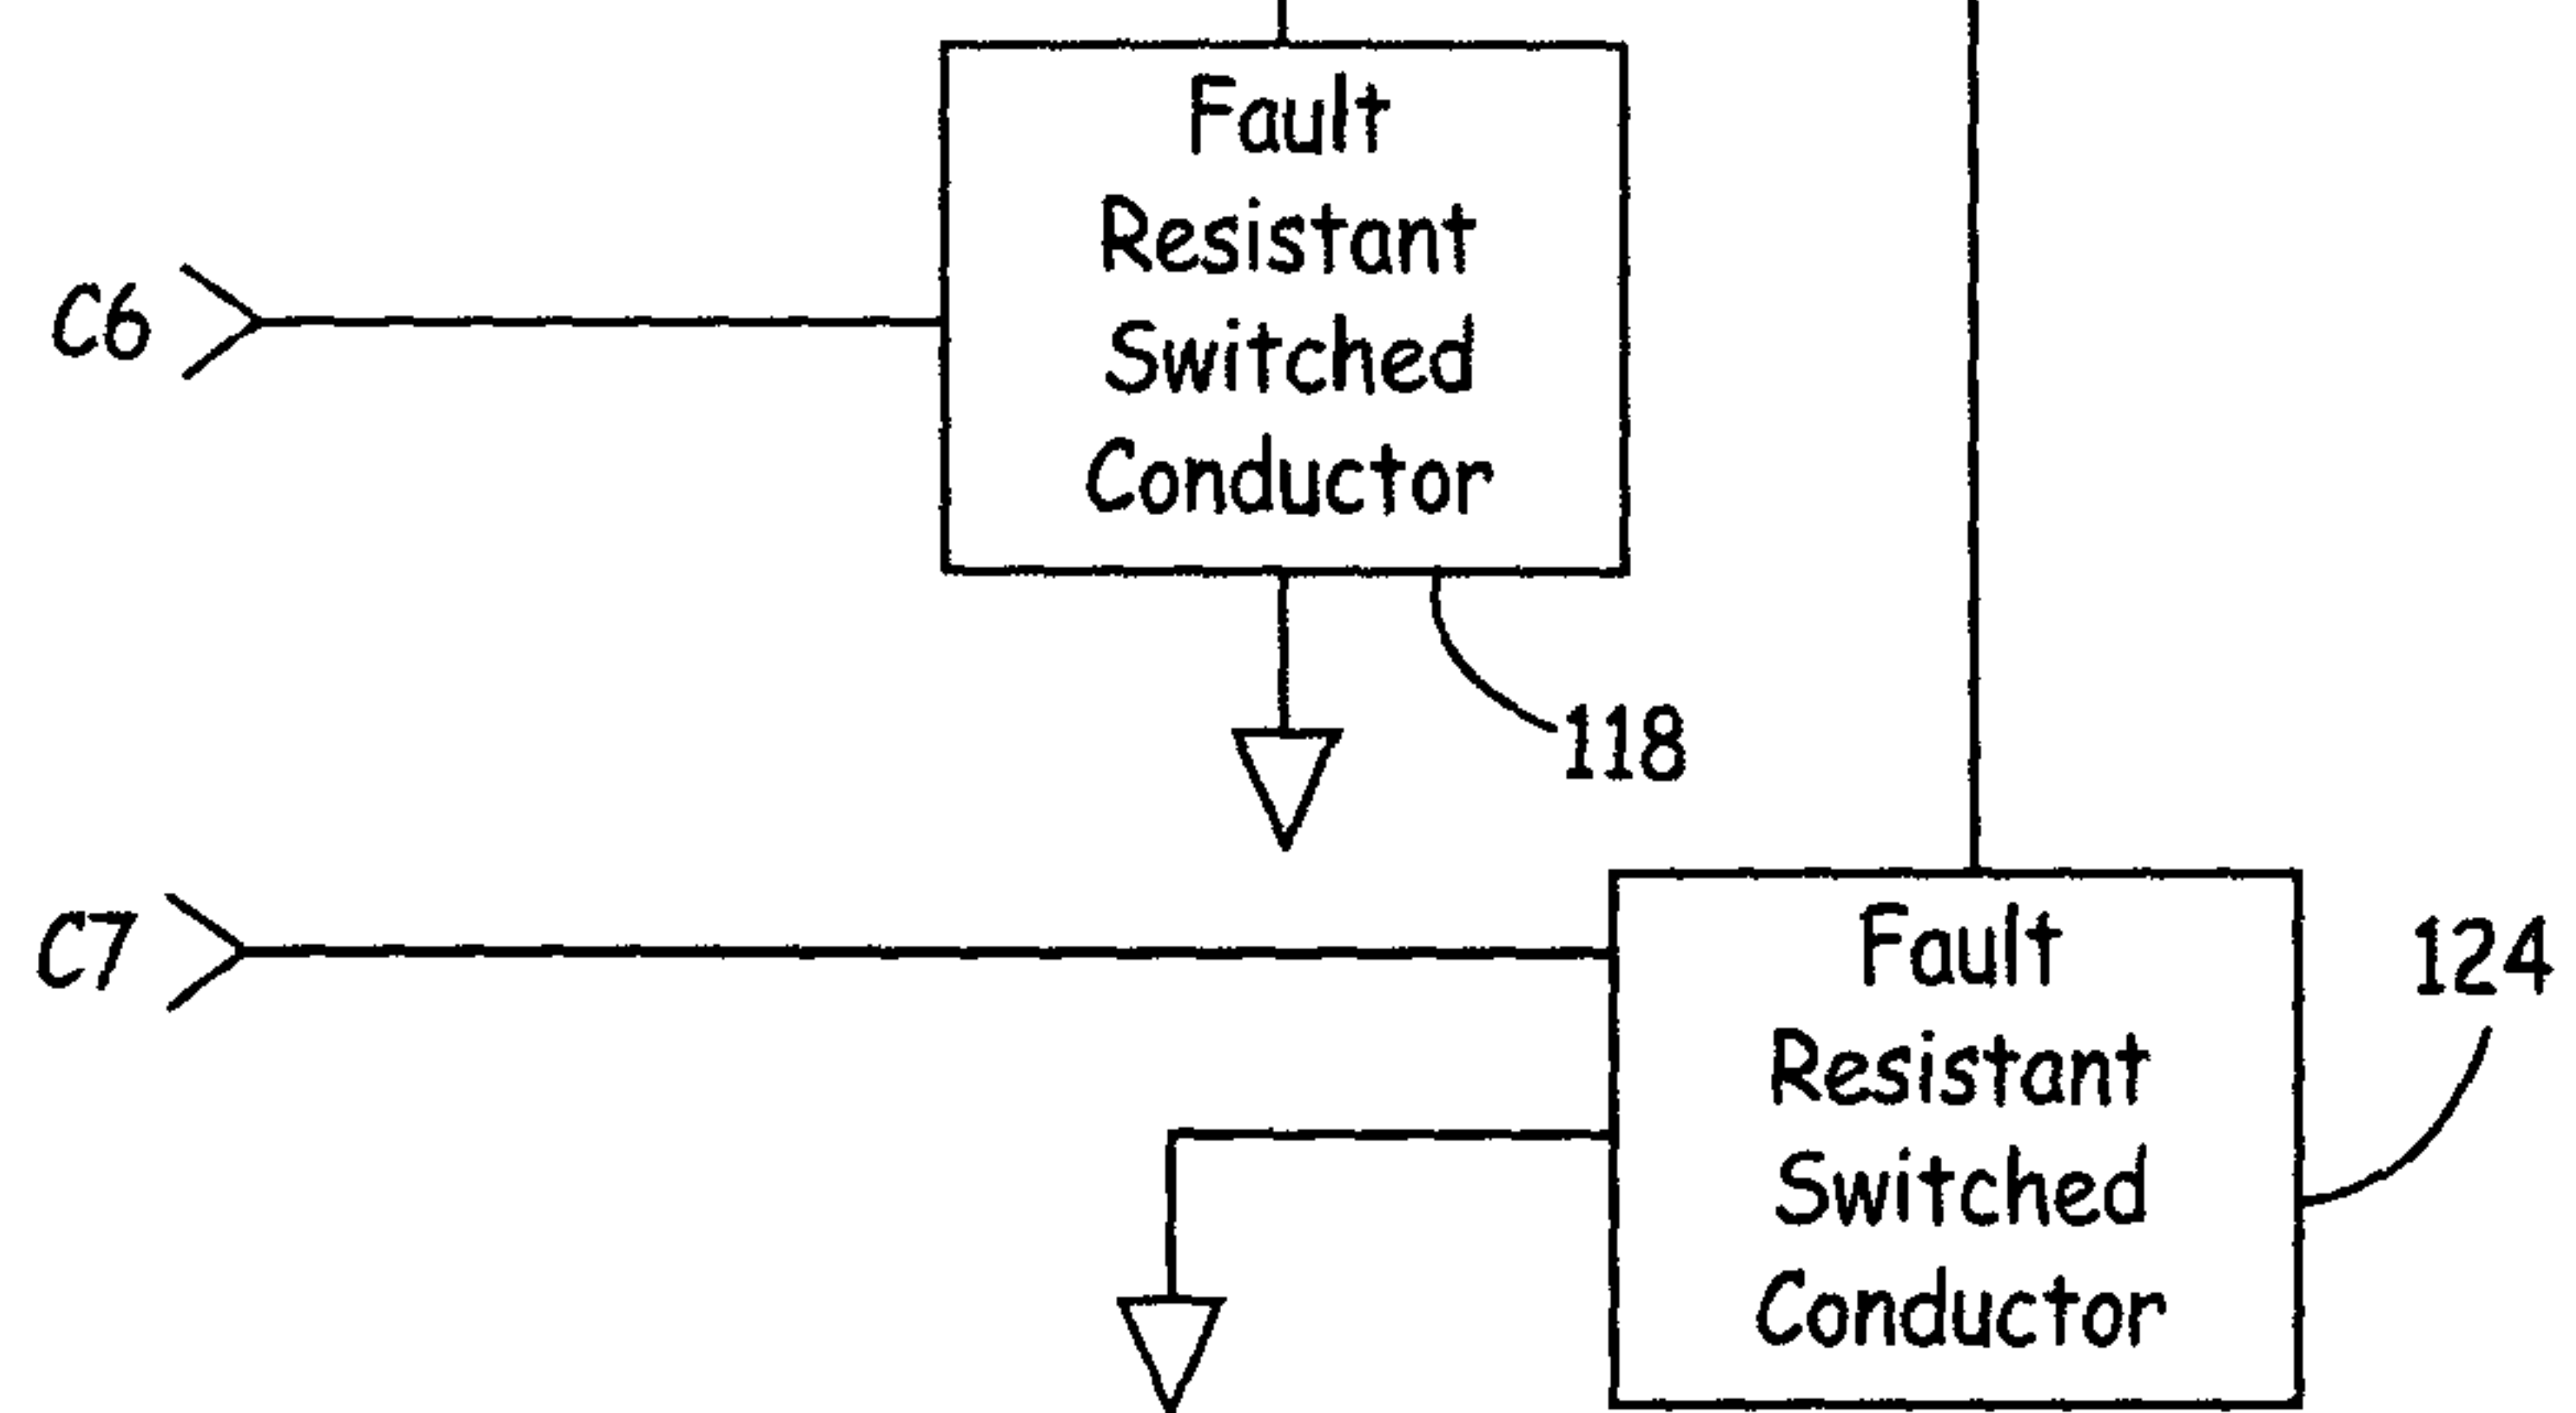 Fault
Resistant
Switched
Conductor
C6
118
C7
Fault
Resistant
Switched
Conductor
124